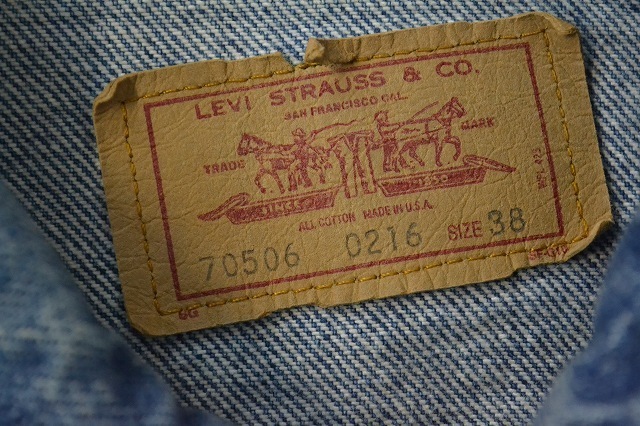 LEVI STRAUSS & CO.
SAN FRANCISCO CAL.
TRADE MARK
ALL COTTON MADE IN U.S.A.
70506 0216 SIZE 38